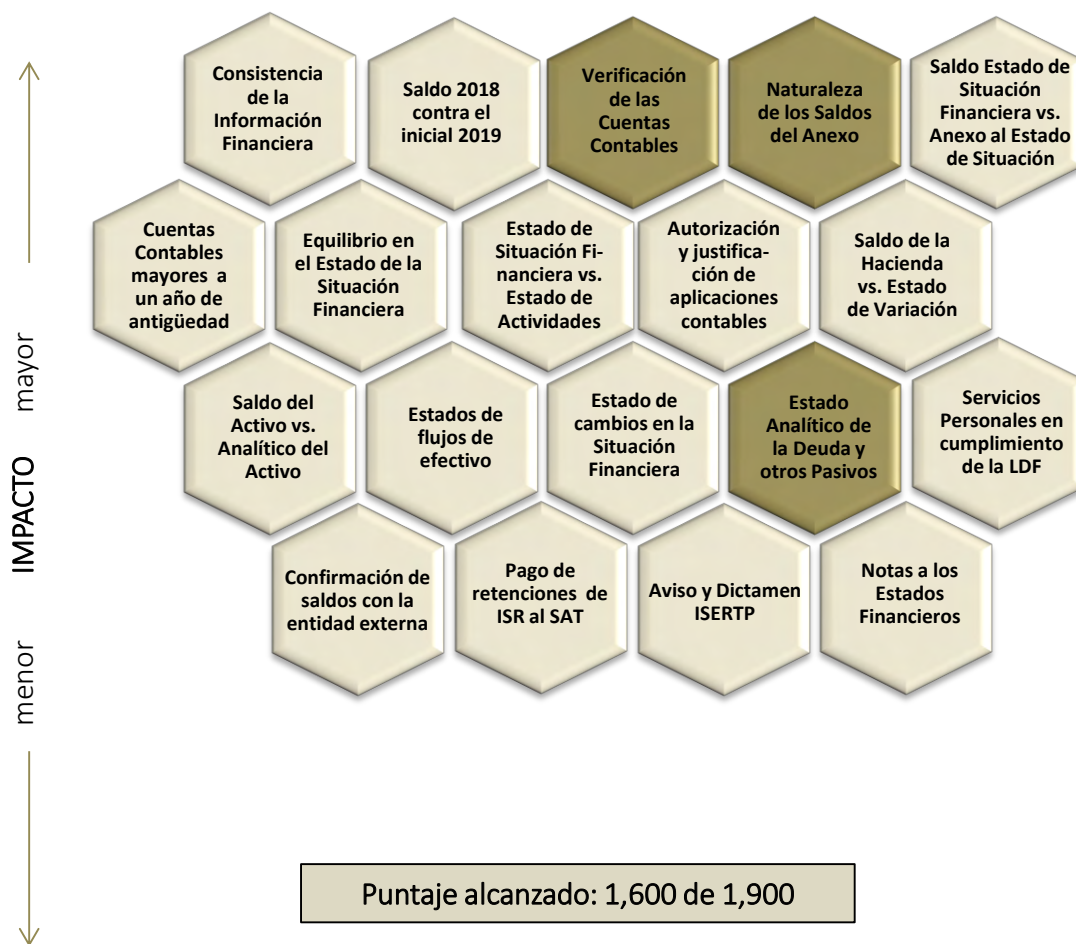 Consistencia
de la
Información
Financiera
Saldo 2018
contra el
inicial 2019
Verificación
de las
Cuentas
Contables
Naturaleza
de los Saldos
del Anexo
Saldo Estado de
Situación
Financiera vs.
Anexo al Estado
de Situación
Cuentas
Contables
mayores a
un año de
antigüedad
Equilibrio en
el Estado de la
Situación
Financiera
Estado de
Situación Fi-
nanciera vs.
Estado de
Actividades
Autorización
y justifica-
ción de
aplicaciones
contables
Saldo de la
Hacienda
vs. Estado
de Variación
Saldo del
Activo vs.
Analítico del
Activo
Estados de
flujos de
efectivo
Estado de
cambios en la
Situación
Financiera
Estado
Analítico de
la Deuda y
otros Pasivos
Servicios
Personales en
cumplimiento
de la LDF
Confirmación de
saldos con la
entidad externa
Pago de
retenciones de
ISR al SAT
Aviso y Dictamen
ISERTP
Notas a los
Estados
Financieros
menor IMPACTO mayor
Puntaje alcanzado: 1,600 de 1,900